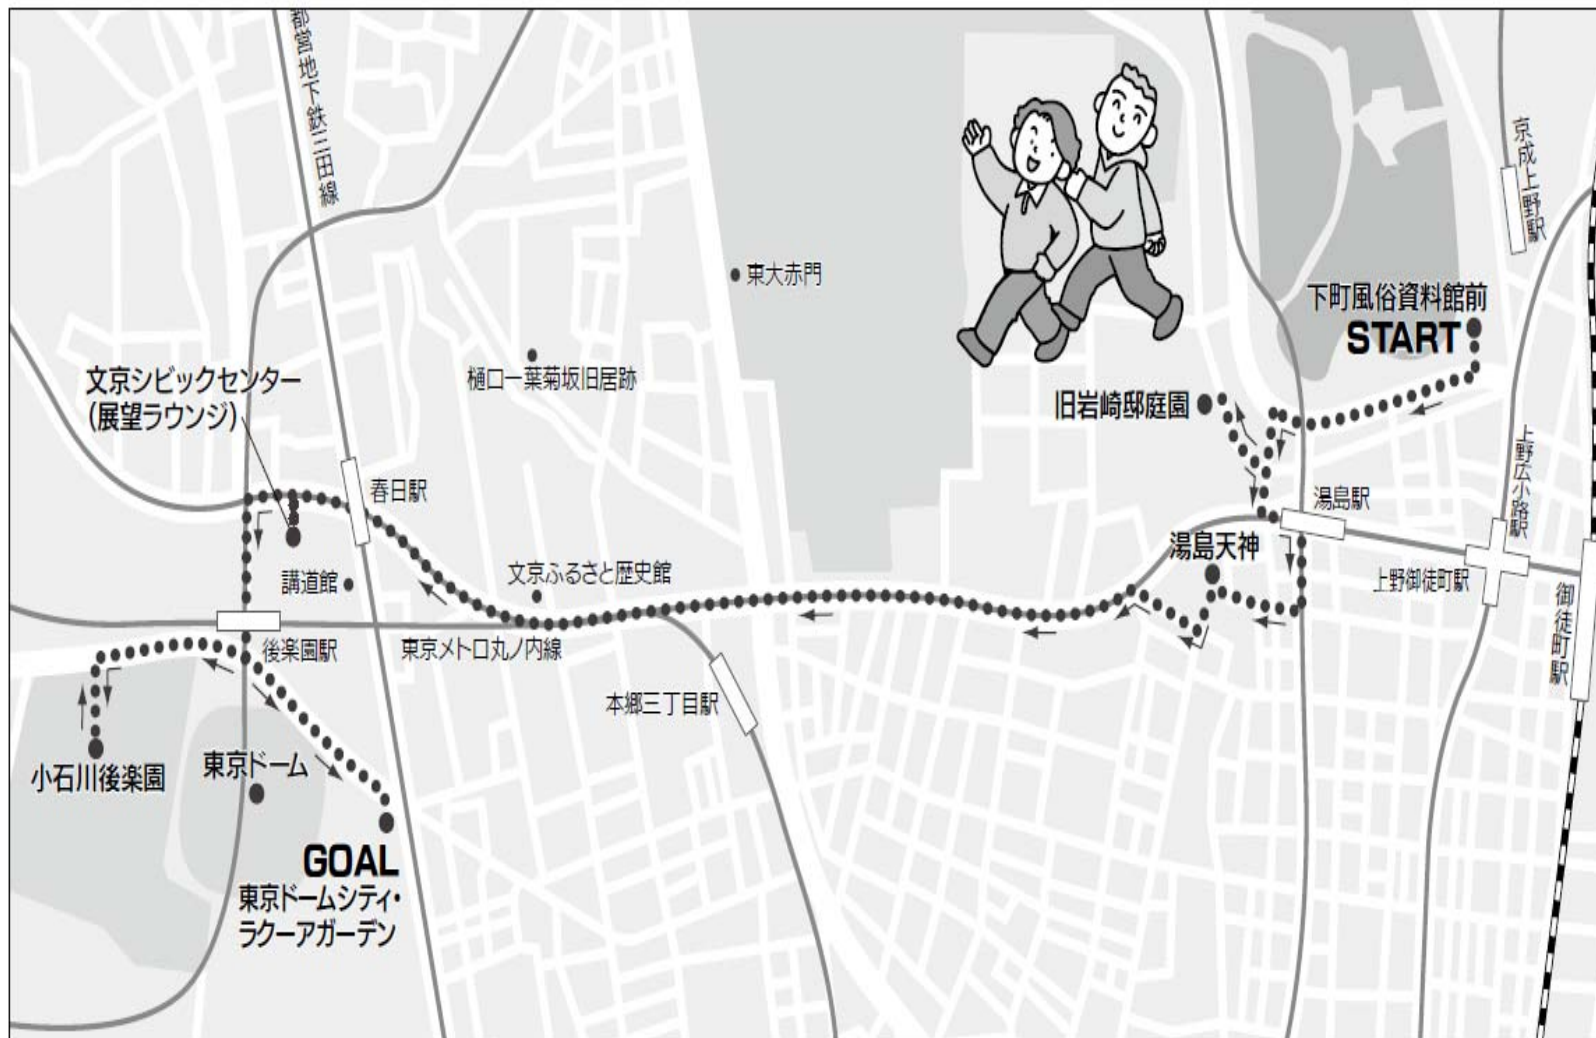 都営地下鉄三田線
京成上野駅
東大赤門
下町風俗資料館前
START
文京シビックセンター
(展望ラウンジ)
樋口一葉菊坂旧居跡
旧岩崎邸庭園
上野広小路駅
春日駅
湯島駅
湯島天神
講道館
文京ふるさと歴史館
上野御徒町駅
御徒町駅
後楽園駅
東京メトロ丸ノ内線
本郷三丁目駅
小石川後楽園
東京ドーム
GOAL
東京ドームシティ・
ラクーアガーデン